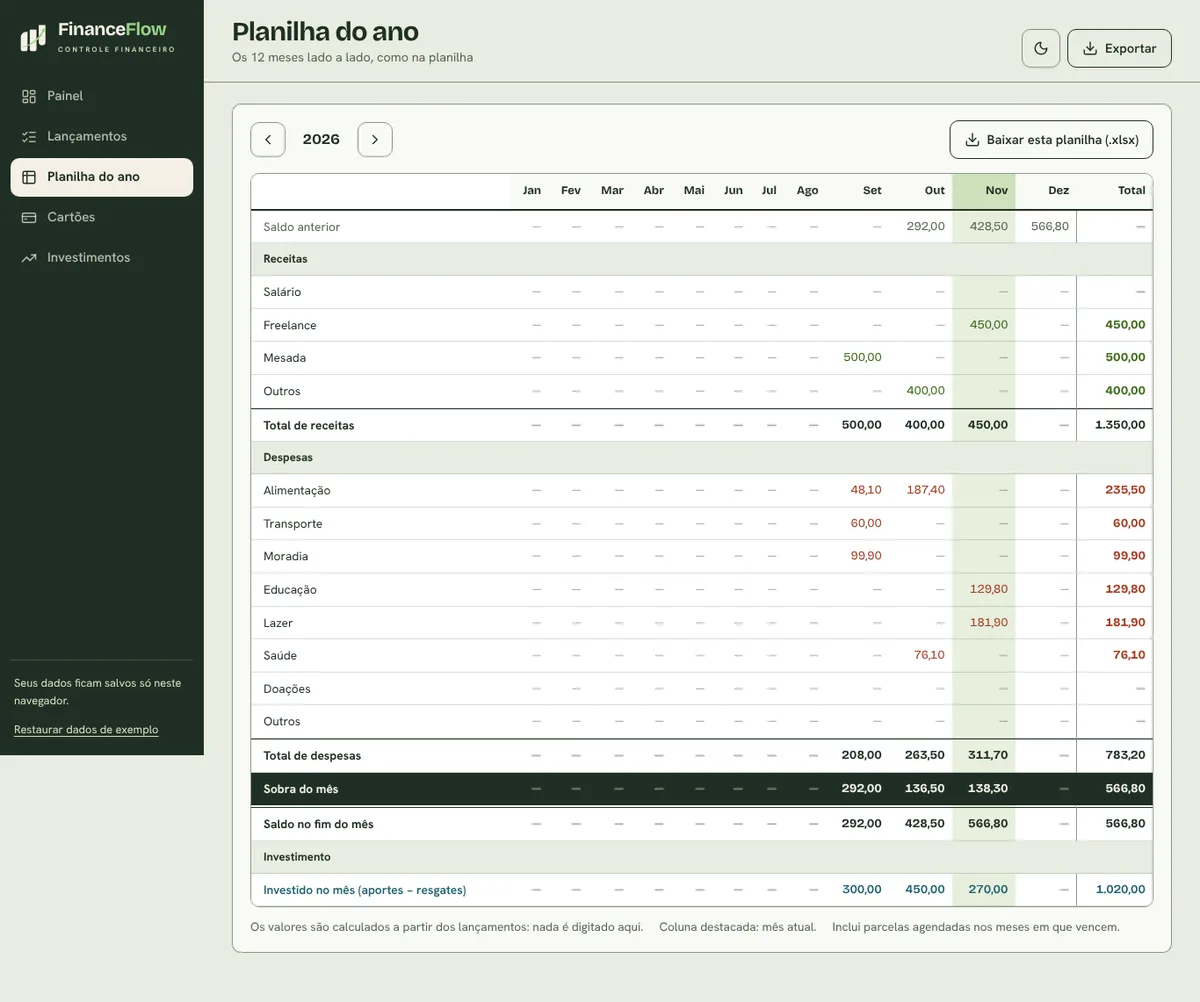 FinanceFlow
CONTROLE FINANCEIRO
Painel
Lançamentos
Planilha do ano
Cartões
Investimentos
Seus dados ficam salvos só neste
navegador.
Restaurar dados de exemplo
Planilha do ano
Os 12 meses lado a lado, como na planilha
Exportar
2026
Baixar esta planilha (.xlsx)
Jan Fev Mar Abr Mai Jun Jul Ago Set Out Nov Dez Total
Saldo anterior — — — — — — — — — 292,00 428,50 566,80 —
Receitas
Salário — — — — — — — — — — — — —
Freelance — — — — — — — — — — 450,00 — 450,00
Mesada — — — — — — — — 500,00 — — — 500,00
Outros — — — — — — — — — 400,00 — — 400,00
Total de receitas — — — — — — — — 500,00 400,00 450,00 — 1.350,00
Despesas
Alimentação — — — — — — — — 48,10 187,40 — — 235,50
Transporte — — — — — — — — 60,00 — — — 60,00
Moradia — — — — — — — — 99,90 — — — 99,90
Educação — — — — — — — — — — 129,80 — 129,80
Lazer — — — — — — — — — — 181,90 — 181,90
Saúde — — — — — — — — — 76,10 — — 76,10
Doações — — — — — — — — — — — — —
Outros — — — — — — — — — — — — —
Total de despesas — — — — — — — — 208,00 263,50 311,70 — 783,20
Sobra do mês — — — — — — — — 292,00 136,50 138,30 — 566,80
Saldo no fim do mês — — — — — — — — 292,00 428,50 566,80 — 566,80
Investimento
Investido no mês (aportes − resgates) — — — — — — — — 300,00 450,00 270,00 — 1.020,00
Os valores são calculados a partir dos lançamentos: nada é digitado aqui. Coluna destacada: mês atual. Inclui parcelas agendadas nos meses em que vencem.